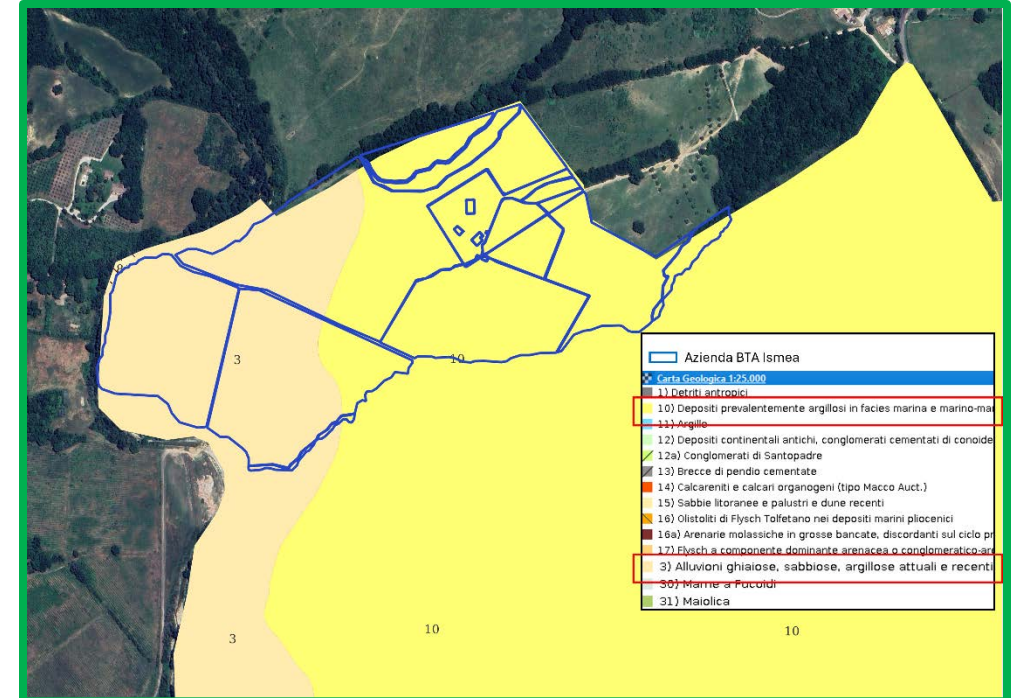 3
10
Azienda BTA Ismea
Carta Geologica 1:25.000
1) Detriti antropici
10) Depositi prevalentemente argillosi in facies marina e marino-mar
11) Argille
12) Depositi continentali antichi, conglomerati cementati di conoide
12a) Conglomerati di Santopadre
13) Brecce di pendio cementate
14) Calcareniti e calcari organogeni (tipo Macco Auct.)
15) Sabbie litoranee e palustri e dune recenti
16) Olistoliti di Flysch Tolfetano nei depositi marini pliocenici
16a) Arenarie molassiche in grosse bancate, discordanti sul ciclo pr
17) Flysch a componente dominante arenacea o conglomeratico-are
3) Alluvioni ghiaiose, sabbiose, argillose attuali e recenti
30) Marne a Fucoidi
31) Maiolica
3
10
10